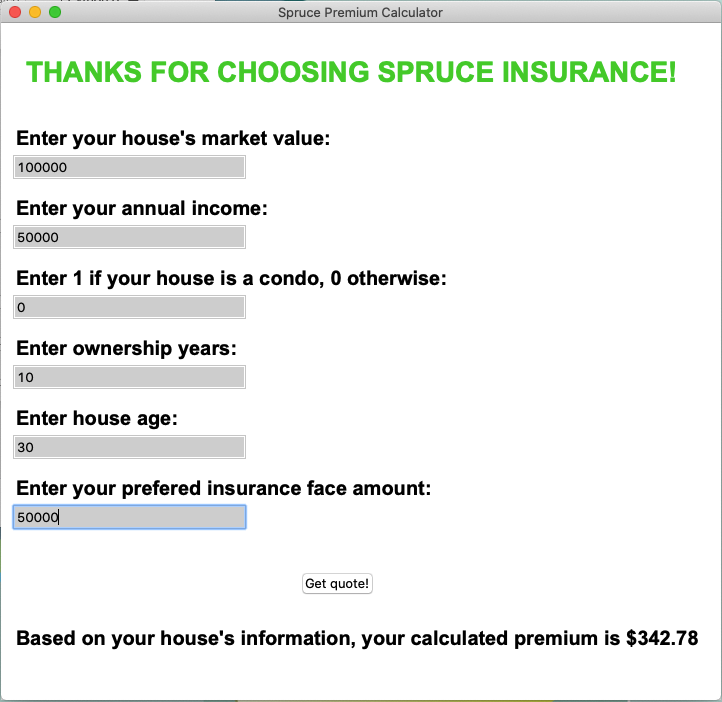 Spruce Premium Calculator
THANKS FOR CHOOSING SPRUCE INSURANCE!
Enter your house's market value:
100000
Enter your annual income:
50000
Enter 1 if your house is a condo, 0 otherwise:
0
Enter ownership years:
10
Enter house age:
30
Enter your prefered insurance face amount:
50000
Get quote!
Based on your house's information, your calculated premium is $342.78